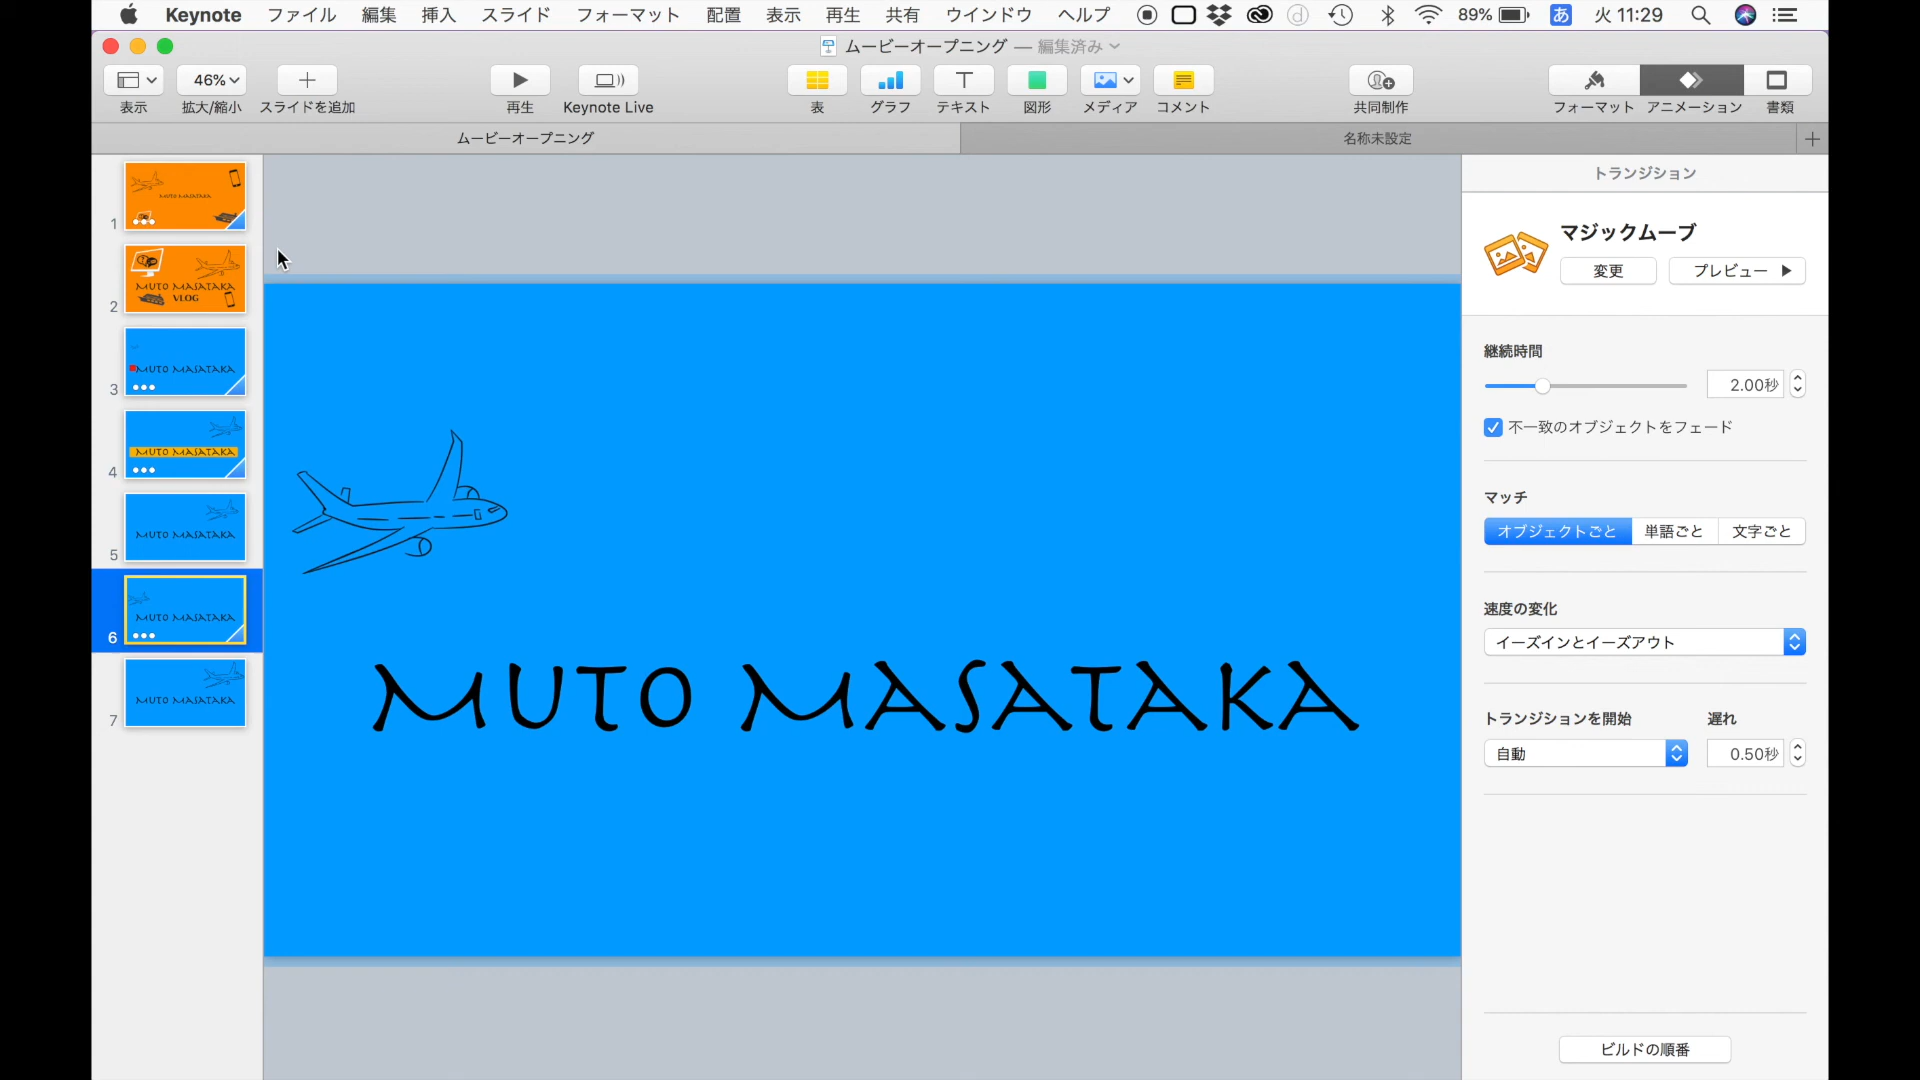 Keynote ファイル 編集 挿入 スライド フォーマット 配置 表示 再生 共有 ウインドウ ヘルプ 89% あ 火 11:29
ムービーオープニング — 編集済み
46%
表示 拡大/縮小 スライドを追加 再生 Keynote Live 表 グラフ テキスト 図形 メディア コメント 共同制作 フォーマット アニメーション 書類
ムービーオープニング 名称未設定
トランジション
マジックムーブ
変更 プレビュー
継続時間
2.00秒
不一致のオブジェクトをフェード
マッチ
オブジェクトごと 単語ごと 文字ごと
速度の変化
イーズインとイーズアウト
トランジションを開始 遅れ
自動 0.50秒
ビルドの順番
MUTO MASATAKA
1
MUTO MASATAKA
VLOG
2
MUTO MASATAKA
3
MUTO MASATAKA
4
MUTO MASATAKA
5
MUTO MASATAKA
6
MUTO MASATAKA
7
MUTO MASATAKA